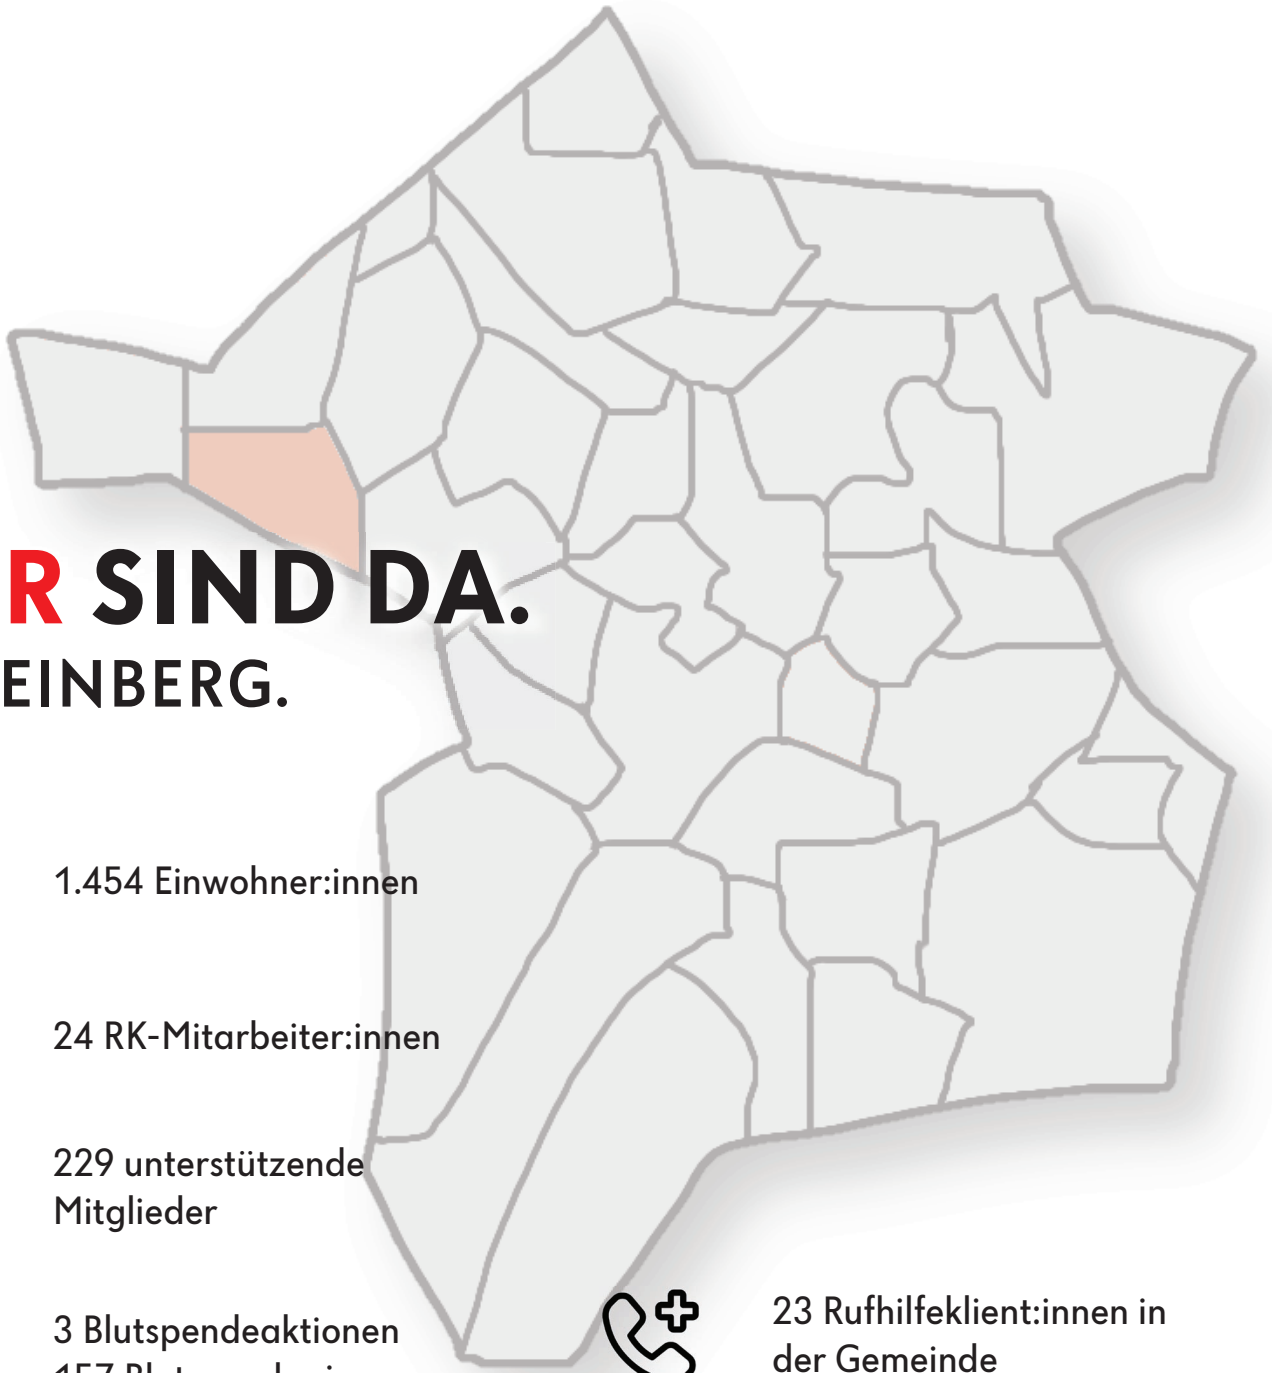 R SIND DA.
EINBERG.
1.454 Einwohner:innen
24 RK-Mitarbeiter:innen
229 unterstützende
Mitglieder
3 Blutspendeaktionen
23 Rufhilfeklient:innen in
der Gemeinde